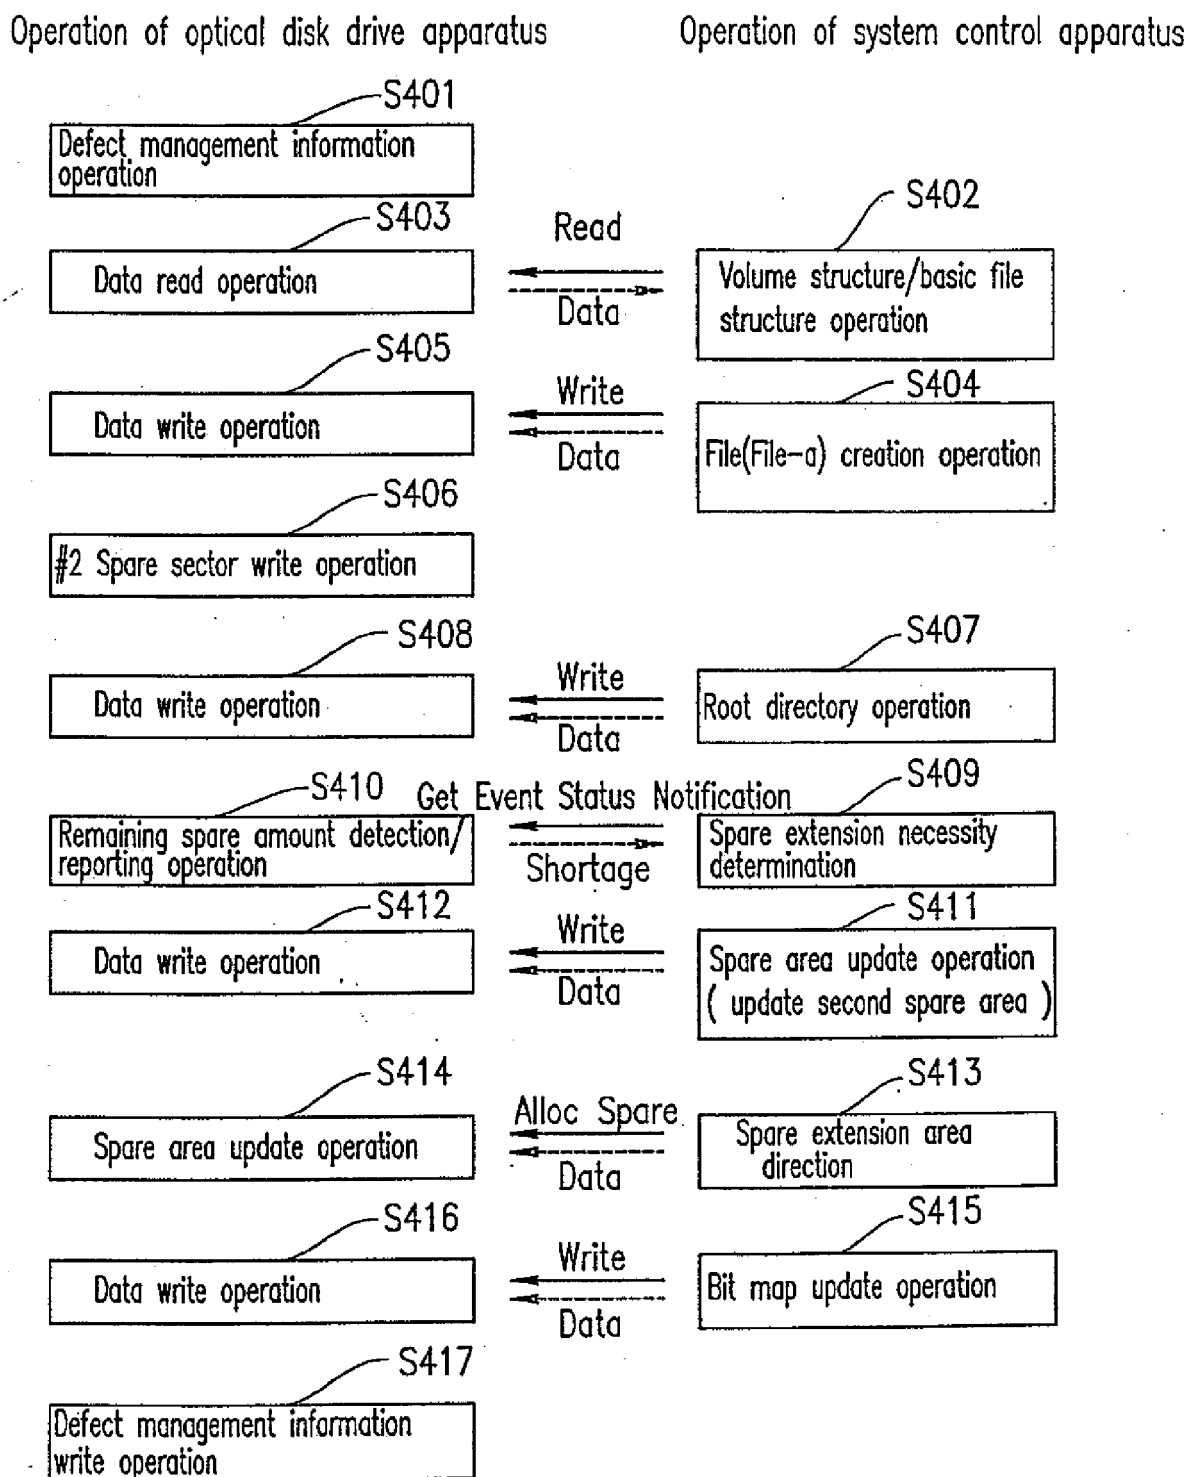 Operation of optical disk drive apparatus
Operation of system control apparatus
S401
Defect management information
operation
S403
Data read operation
Read
Data
S402
Volume structure/basic file
structure operation
S405
Data write operation
Write
Data
S404
File(File-a) creation operation
S406
#2 Spare sector write operation
S408
Data write operation
Write
Data
S407
Root directory operation
S410
Remaining spare amount detection/
reporting operation
Get Event Status Notification
Shortage
S409
Spare extension necessity
determination
S412
Data write operation
Write
Data
S411
Spare area update operation
( update second spare area )
S414
Spare area update operation
Alloc Spare
Data
S413
Spare extension area
direction
S416
Data write operation
Write
Data
S415
Bit map update operation
S417
Defect management information
write operation